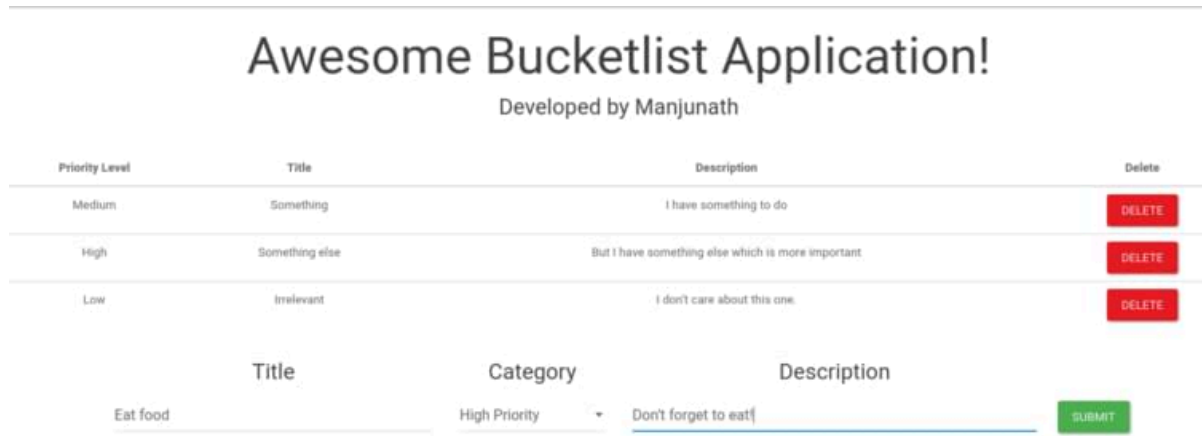 Awesome Bucketlist Application!
Developed by Manjunath
Priority Level Title Description Delete
Medium Something I have something to do DELETE
High Something else But I have something else which is more important DELETE
Low Irrelevant I don't care about this one. DELETE
Title Category Description
Eat food High Priority Don't forget to eat! SUBMIT